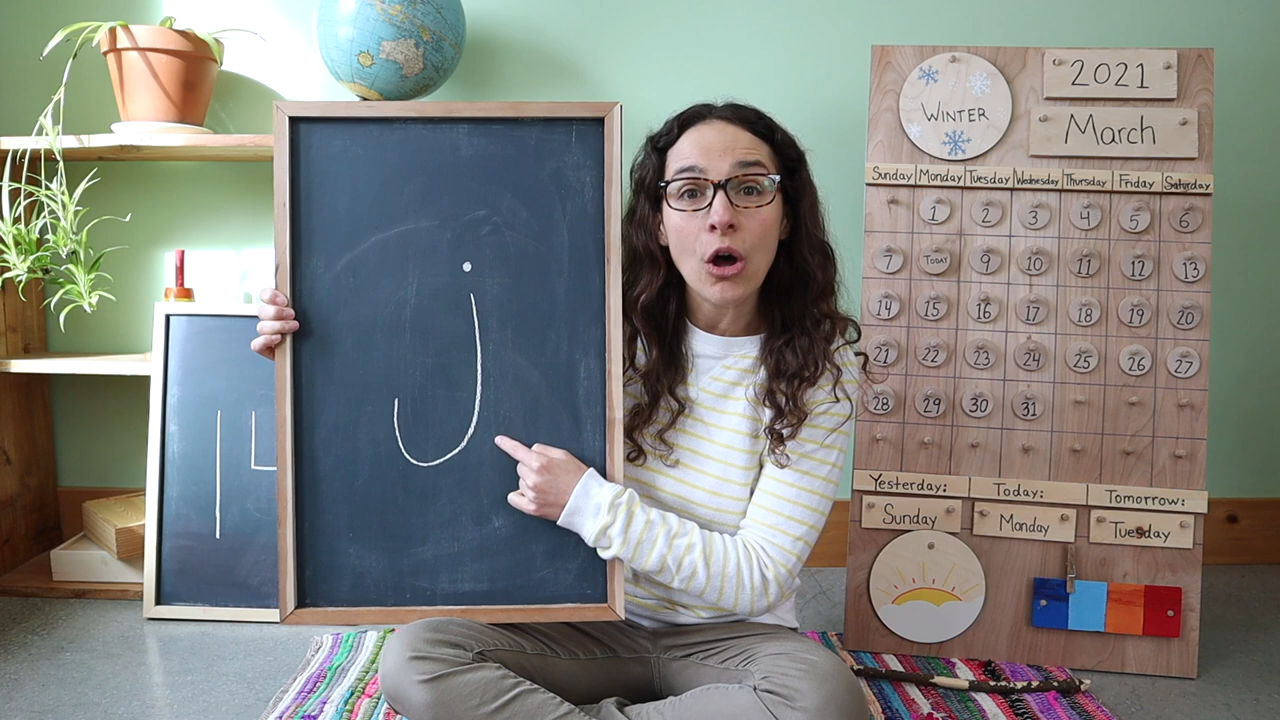 j
14
WINTER
2021
March
Sunday Monday Tuesday Wednesday Thursday Friday Saturday
1 2 3 4 5 6
7 TODAY 9 10 11 12 13
14 15 16 17 18 19 20
21 22 23 24 25 26 27
28 29 30 31
Yesterday: Today: Tomorrow:
Sunday Monday Tuesday